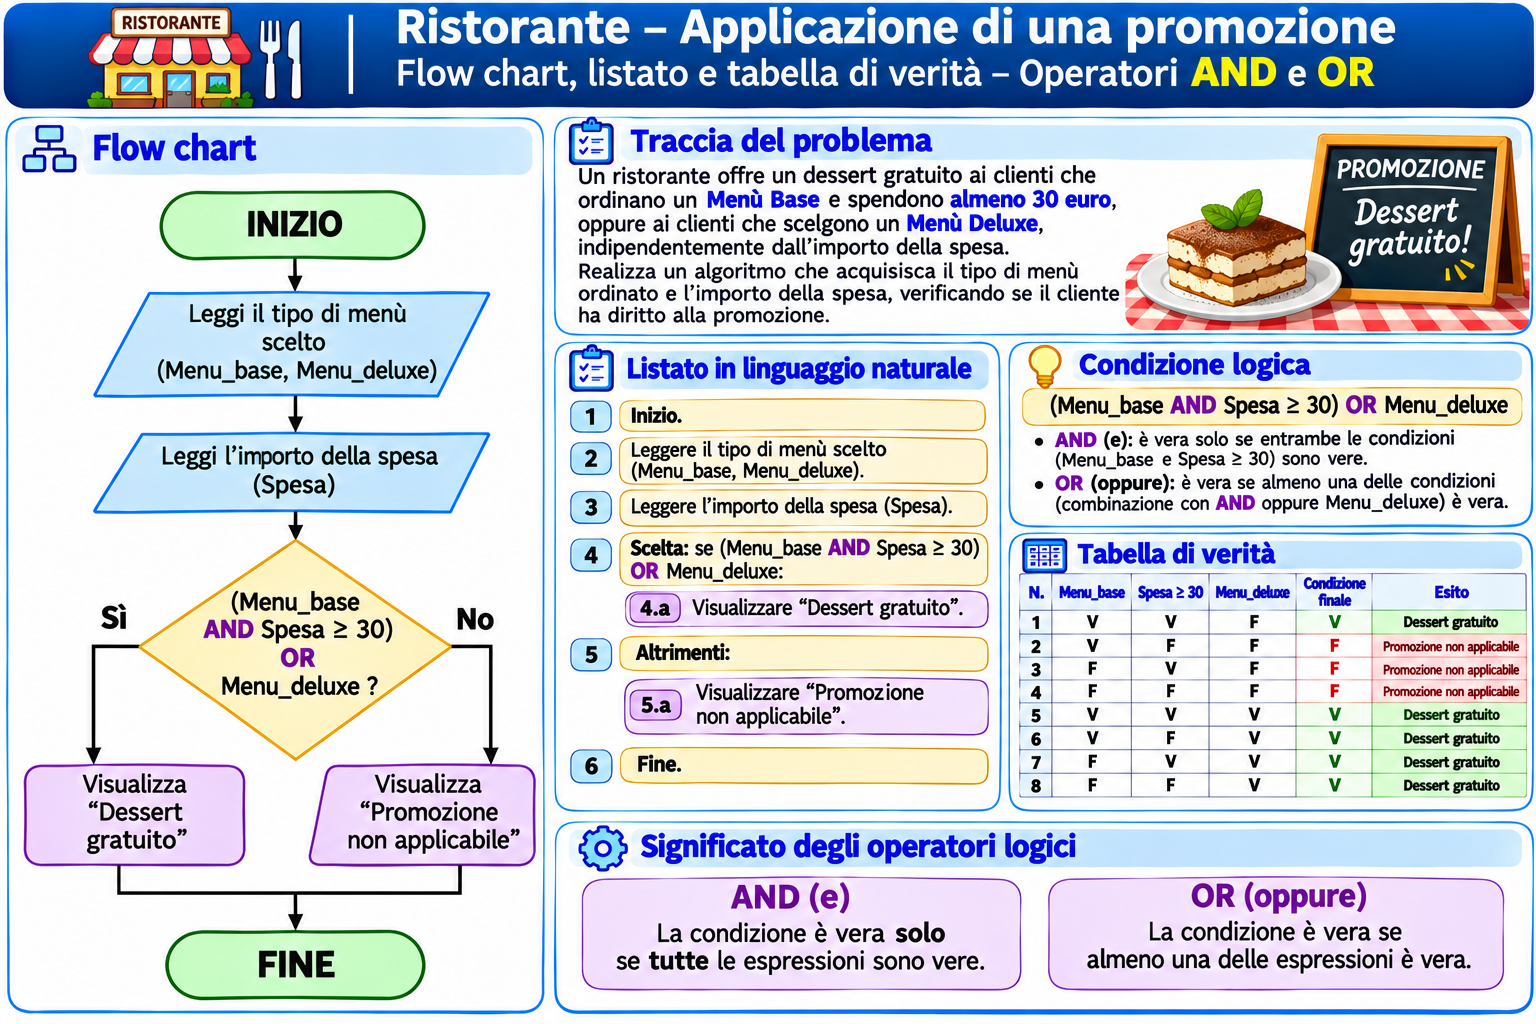 RISTORANTE
Ristorante – Applicazione di una promozione
Flow chart, listato e tabella di verità – Operatori AND e OR
Flow chart
INIZIO
Leggi il tipo di menù
scelto
(Menu_base, Menu_deluxe)
Leggi l'importo della spesa
(Spesa)
(Menu_base
AND Spesa ≥ 30)
OR
Menu_deluxe ?
Sì
No
Visualizza
“Dessert
gratuito”
Visualizza
“Promozione
non applicabile”
FINE
Traccia del problema
Un ristorante offre un dessert gratuito ai clienti che
ordinano un Menù Base e spendono almeno 30 euro,
oppure ai clienti che scelgono un Menù Deluxe,
indipendentemente dall'importo della spesa.
Realizza un algoritmo che acquisisca il tipo di menù
ordinato e l'importo della spesa, verificando se il cliente
ha diritto alla promozione.
PROMOZIONE
Dessert
gratuito!
Listato in linguaggio naturale
1 Inizio.
2 Leggere il tipo di menù scelto
(Menu_base, Menu_deluxe).
3 Leggere l'importo della spesa (Spesa).
4 Scelta: se (Menu_base AND Spesa ≥ 30)
OR Menu_deluxe:
4.a Visualizzare “Dessert gratuito”.
5 Altrimenti:
5.a Visualizzare “Promozione
non applicabile”.
6 Fine.
Condizione logica
(Menu_base AND Spesa ≥ 30) OR Menu_deluxe
• AND (e): è vera solo se entrambe le condizioni
(Menu_base e Spesa ≥ 30) sono vere.
• OR (oppure): è vera se almeno una delle condizioni
(combinazione con AND oppure Menu_deluxe) è vera.
Tabella di verità
N. Menu_base Spesa ≥ 30 Menu_deluxe Condizione finale Esito
1 V V F V Dessert gratuito
2 V F F F Promozione non applicabile
3 F V F F Promozione non applicabile
4 F F F F Promozione non applicabile
5 V V V V Dessert gratuito
6 V F V V Dessert gratuito
7 F V V V Dessert gratuito
8 F F V V Dessert gratuito
Significato degli operatori logici
AND (e)
La condizione è vera solo
se tutte le espressioni sono vere.
OR (oppure)
La condizione è vera se
almeno una delle espressioni è vera.